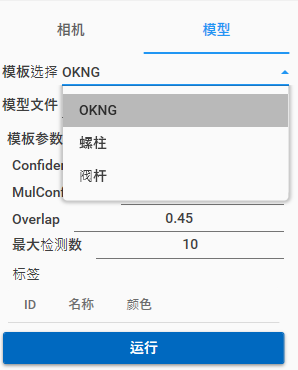 相机 模型
模板选择 OKNG
模型文件
OKNG
模板参数
螺柱
Confiden
阀杆
MulConf
Overlap 0.45
最大检测数 10
标签
ID 名称 颜色
运行